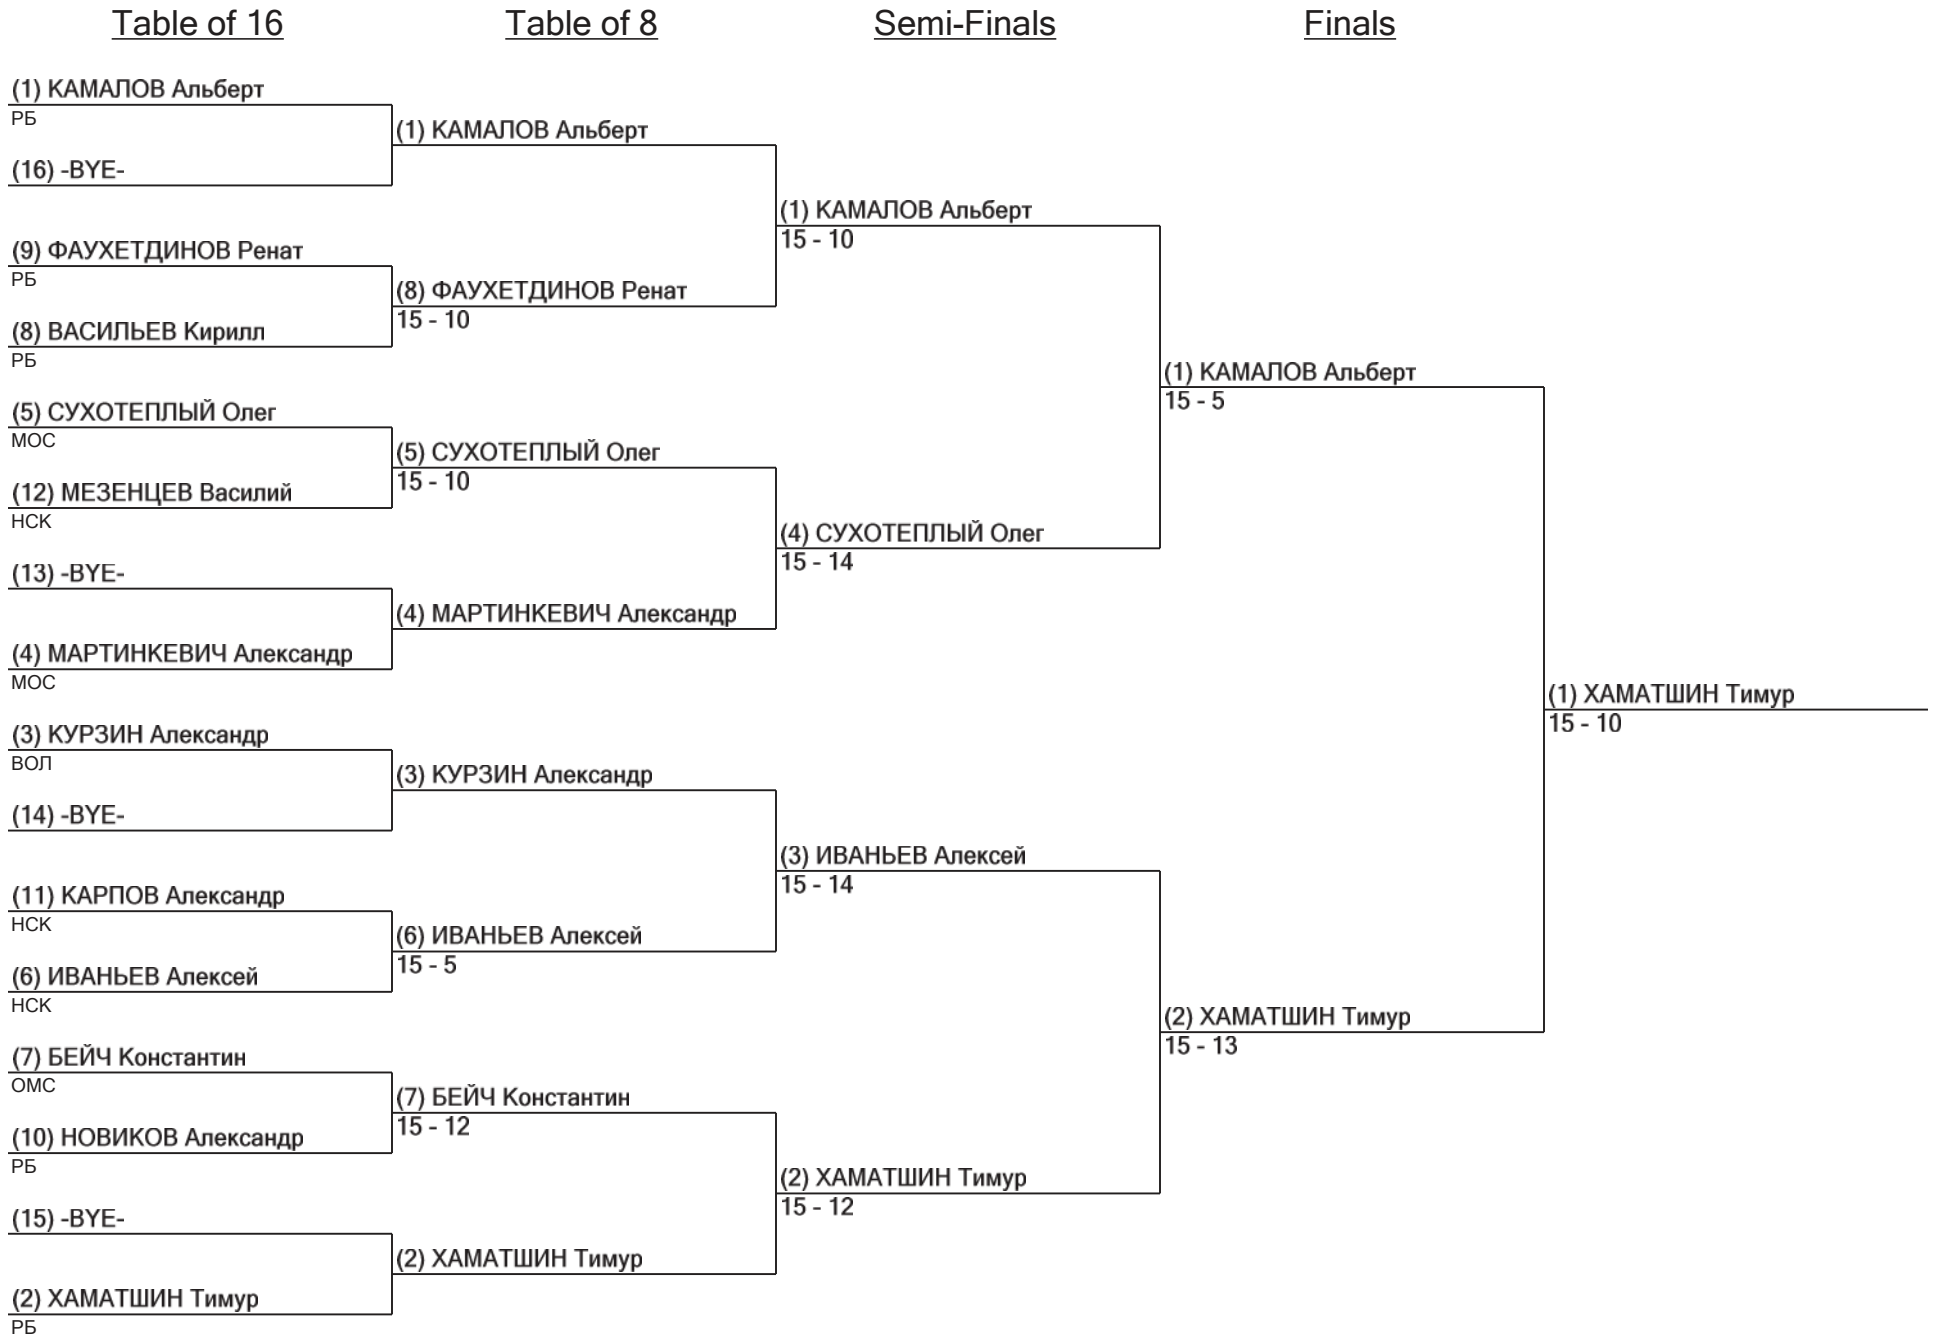 Table of 16
Table of 8
Semi-Finals
Finals
(1) КАМАЛОВ Альберт
РБ
(16) -BYE-
(9) ФАУХЕТДИНОВ Ренат
РБ
(8) ВАСИЛЬЕВ Кирилл
РБ
(5) СУХОТЕПЛЫЙ Олег
МОС
(12) МЕЗЕНЦЕВ Василий
НСК
(13) -BYE-
(4) МАРТИНКЕВИЧ Александр
МОС
(3) КУРЗИН Александр
ВОЛ
(14) -BYE-
(11) КАРПОВ Александр
НСК
(6) ИВАНЬЕВ Алексей
НСК
(7) БЕЙЧ Константин
ОМС
(10) НОВИКОВ Александр
РБ
(15) -BYE-
(2) ХАМАТШИН Тимур
РБ
(1) КАМАЛОВ Альберт
(8) ФАУХЕТДИНОВ Ренат
15 - 10
(5) СУХОТЕПЛЫЙ Олег
15 - 10
(4) МАРТИНКЕВИЧ Александр
(3) КУРЗИН Александр
(6) ИВАНЬЕВ Алексей
15 - 5
(7) БЕЙЧ Константин
15 - 12
(2) ХАМАТШИН Тимур
(1) КАМАЛОВ Альберт
15 - 10
(4) СУХОТЕПЛЫЙ Олег
15 - 14
(3) ИВАНЬЕВ Алексей
15 - 14
(2) ХАМАТШИН Тимур
15 - 12
(1) КАМАЛОВ Альберт
15 - 5
(2) ХАМАТШИН Тимур
15 - 13
(1) ХАМАТШИН Тимур
15 - 10